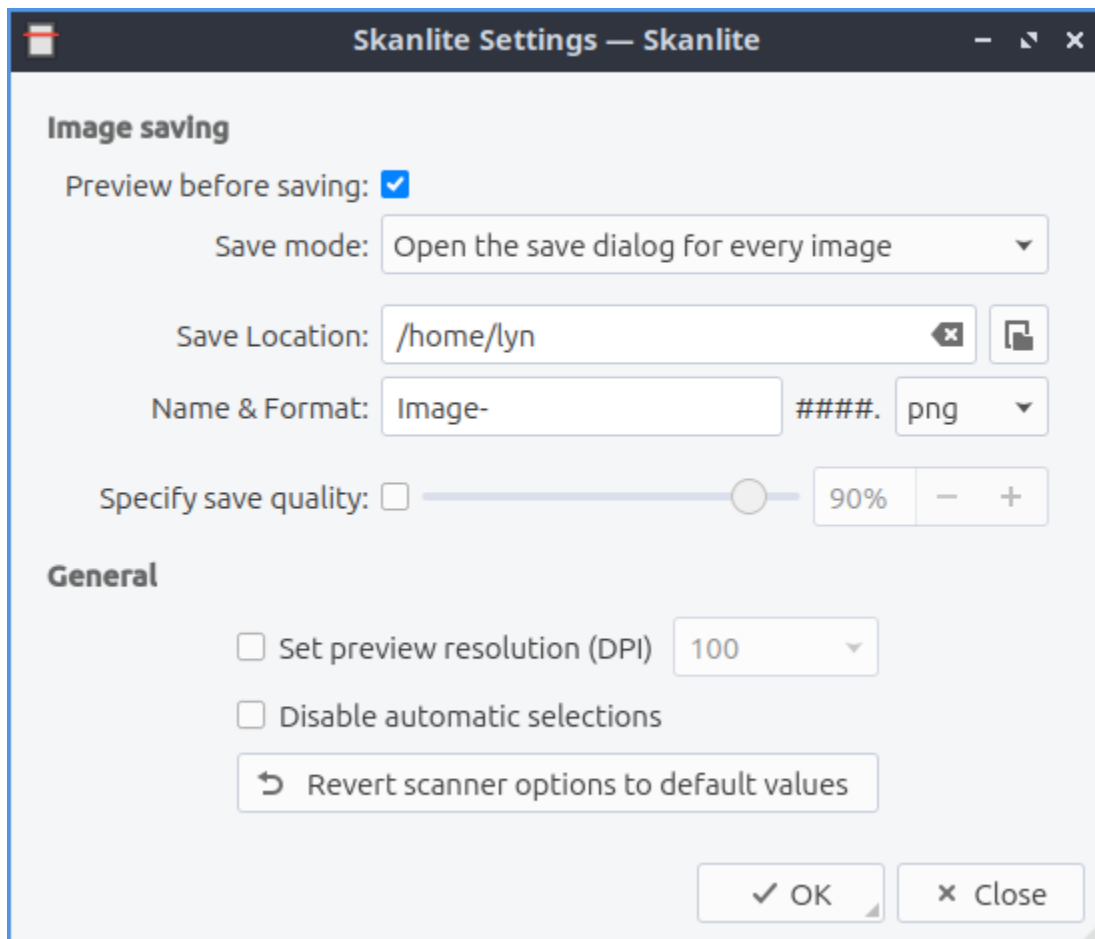 Skanlite Settings — Skanlite
Image saving
Preview before saving:
Save mode: Open the save dialog for every image
Save Location: /home/lyn
Name & Format: Image- ####. png
Specify save quality: 90%
General
Set preview resolution (DPI) 100
Disable automatic selections
Revert scanner options to default values
OK Close